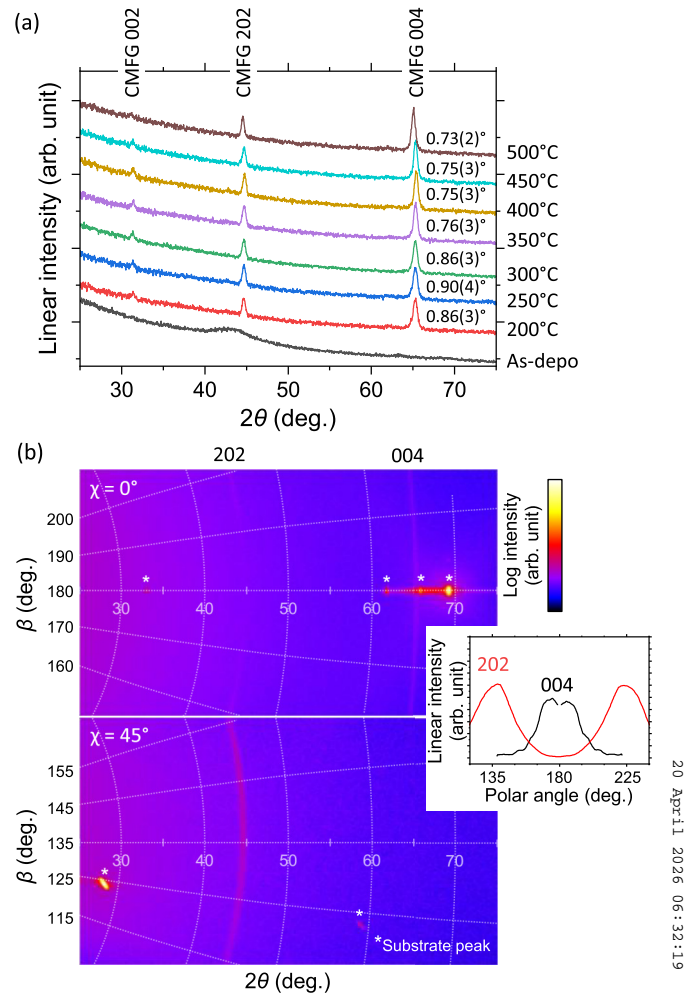 (a)
CMFG 002
CMFG 202
CMFG 004
Linear intensity (arb. unit)
0.73(2)°
500°C
0.75(3)°
450°C
0.75(3)°
400°C
0.76(3)°
350°C
0.86(3)°
300°C
0.90(4)°
250°C
0.86(3)°
200°C
As-depo
30 40 50 60 70
2θ (deg.)
(b)
202 004
χ = 0°
β (deg.)
200
190
180
170
160
* * * *
30 40 50 60 70
Log intensity
(arb. unit)
χ = 45°
β (deg.)
155
145
135
125
115
30 40 50 60 70
* *
*Substrate peak
2θ (deg.)
Linear intensity
(arb. unit)
202
004
135 180 225
Polar angle (deg.)
20 April 2026 06:32:19